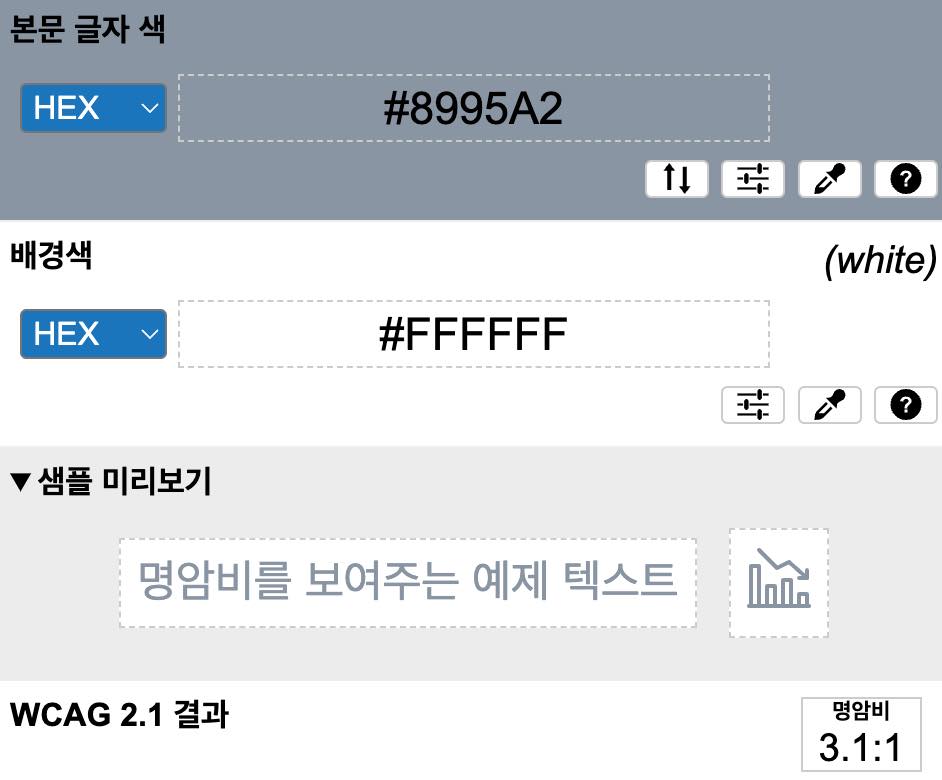 본문 글자 색
HEX
#8995A2
?
배경색
(white)
HEX
#FFFFFF
?
▼ 샘플 미리보기
명암비를 보여주는 예제 텍스트
WCAG 2.1 결과
명암비
3.1:1